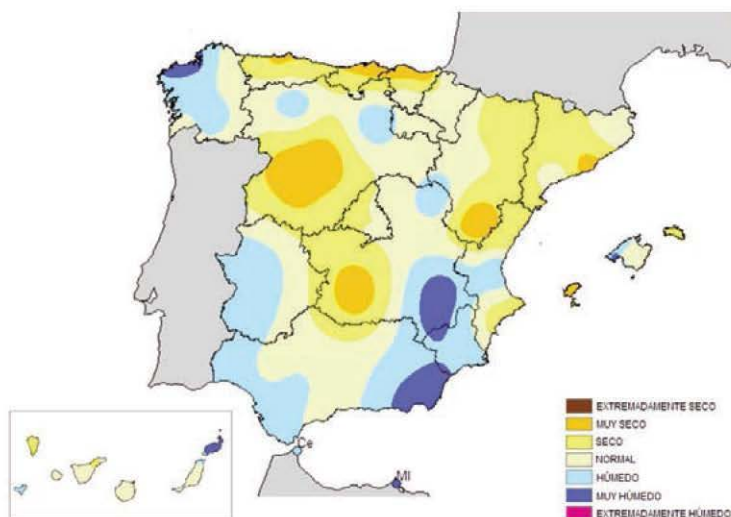 Ce
Ml
EXTREMADAMENTE SECO
MUY SECO
SECO
NORMAL
HÚMEDO
MUY HÚMEDO
EXTREMADAMENTE HÚMEDO